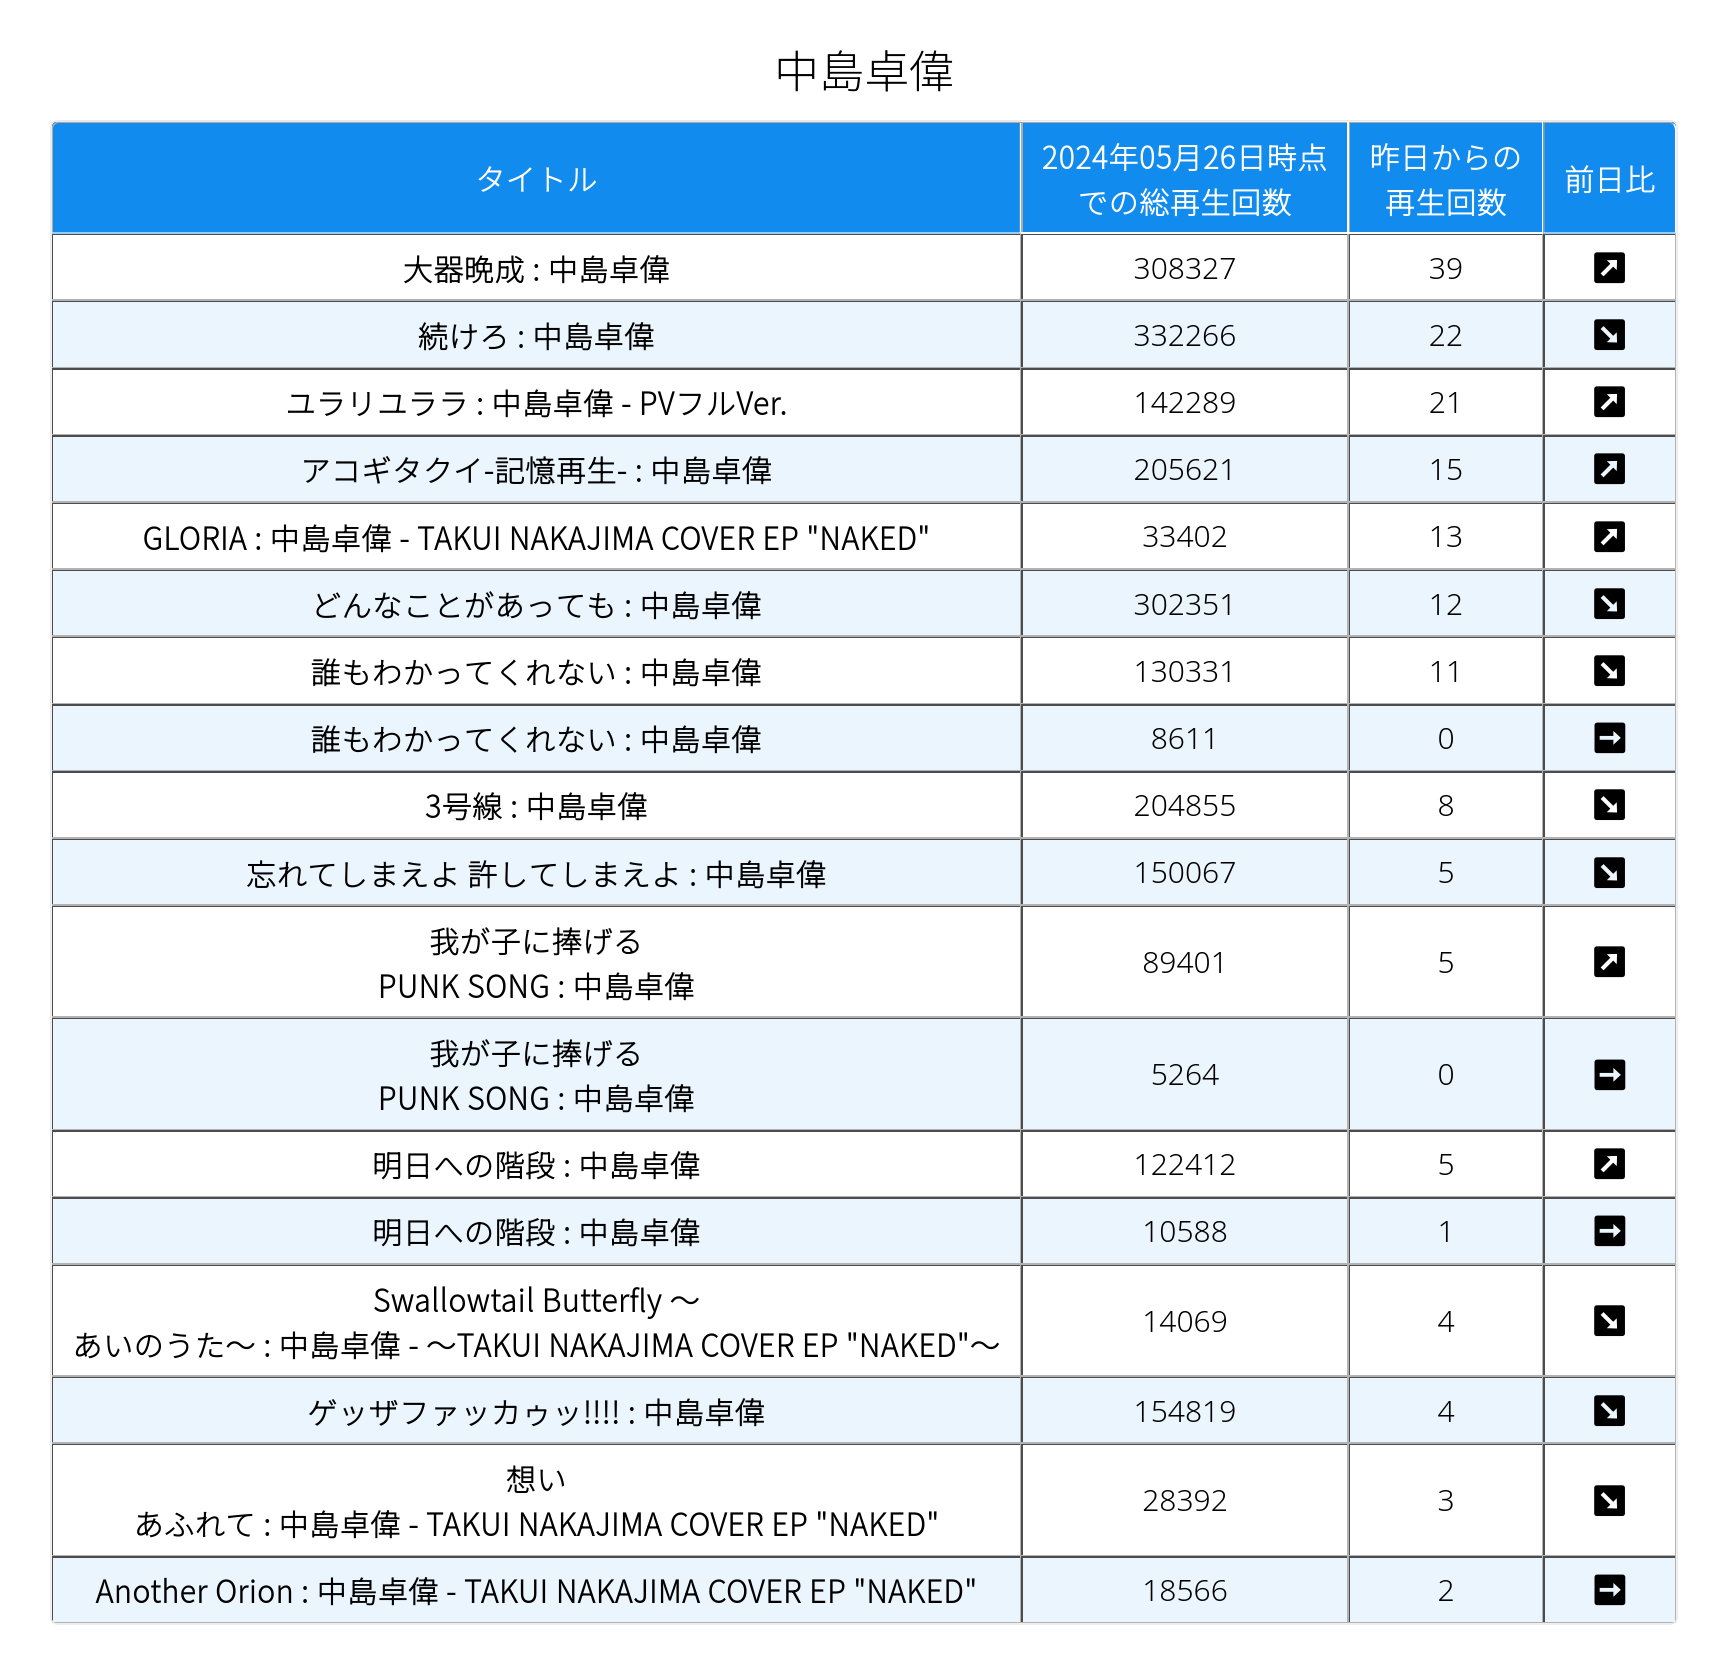 中島卓偉
タイトル
2024年05月26日時点
での総再生回数
昨日からの
再生回数
前日比
大器晩成 : 中島卓偉
308327
39
続けろ : 中島卓偉
332266
22
ユラリユララ : 中島卓偉 - PVフルVer.
142289
21
アコギタクイ-記憶再生- : 中島卓偉
205621
15
GLORIA : 中島卓偉 - TAKUI NAKAJIMA COVER EP "NAKED"
33402
13
どんなことがあっても : 中島卓偉
302351
12
誰もわかってくれない : 中島卓偉
130331
11
誰もわかってくれない : 中島卓偉
8611
0
3号線 : 中島卓偉
204855
8
忘れてしまえよ 許してしまえよ : 中島卓偉
150067
5
我が子に捧げる
PUNK SONG : 中島卓偉
89401
5
我が子に捧げる
PUNK SONG : 中島卓偉
5264
0
明日への階段 : 中島卓偉
122412
5
明日への階段 : 中島卓偉
10588
1
Swallowtail Butterfly ～
あいのうた～ : 中島卓偉 - ～TAKUI NAKAJIMA COVER EP "NAKED"～
14069
4
ゲッザファッカゥッ!!!! : 中島卓偉
154819
4
想い
あふれて : 中島卓偉 - TAKUI NAKAJIMA COVER EP "NAKED"
28392
3
Another Orion : 中島卓偉 - TAKUI NAKAJIMA COVER EP "NAKED"
18566
2